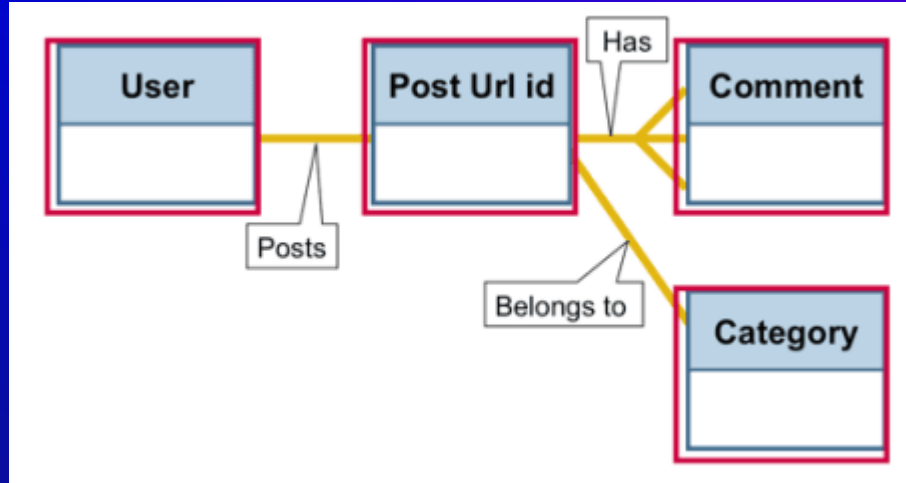 Has
User
Post Url id
Comment
Posts
Belongs to
Category